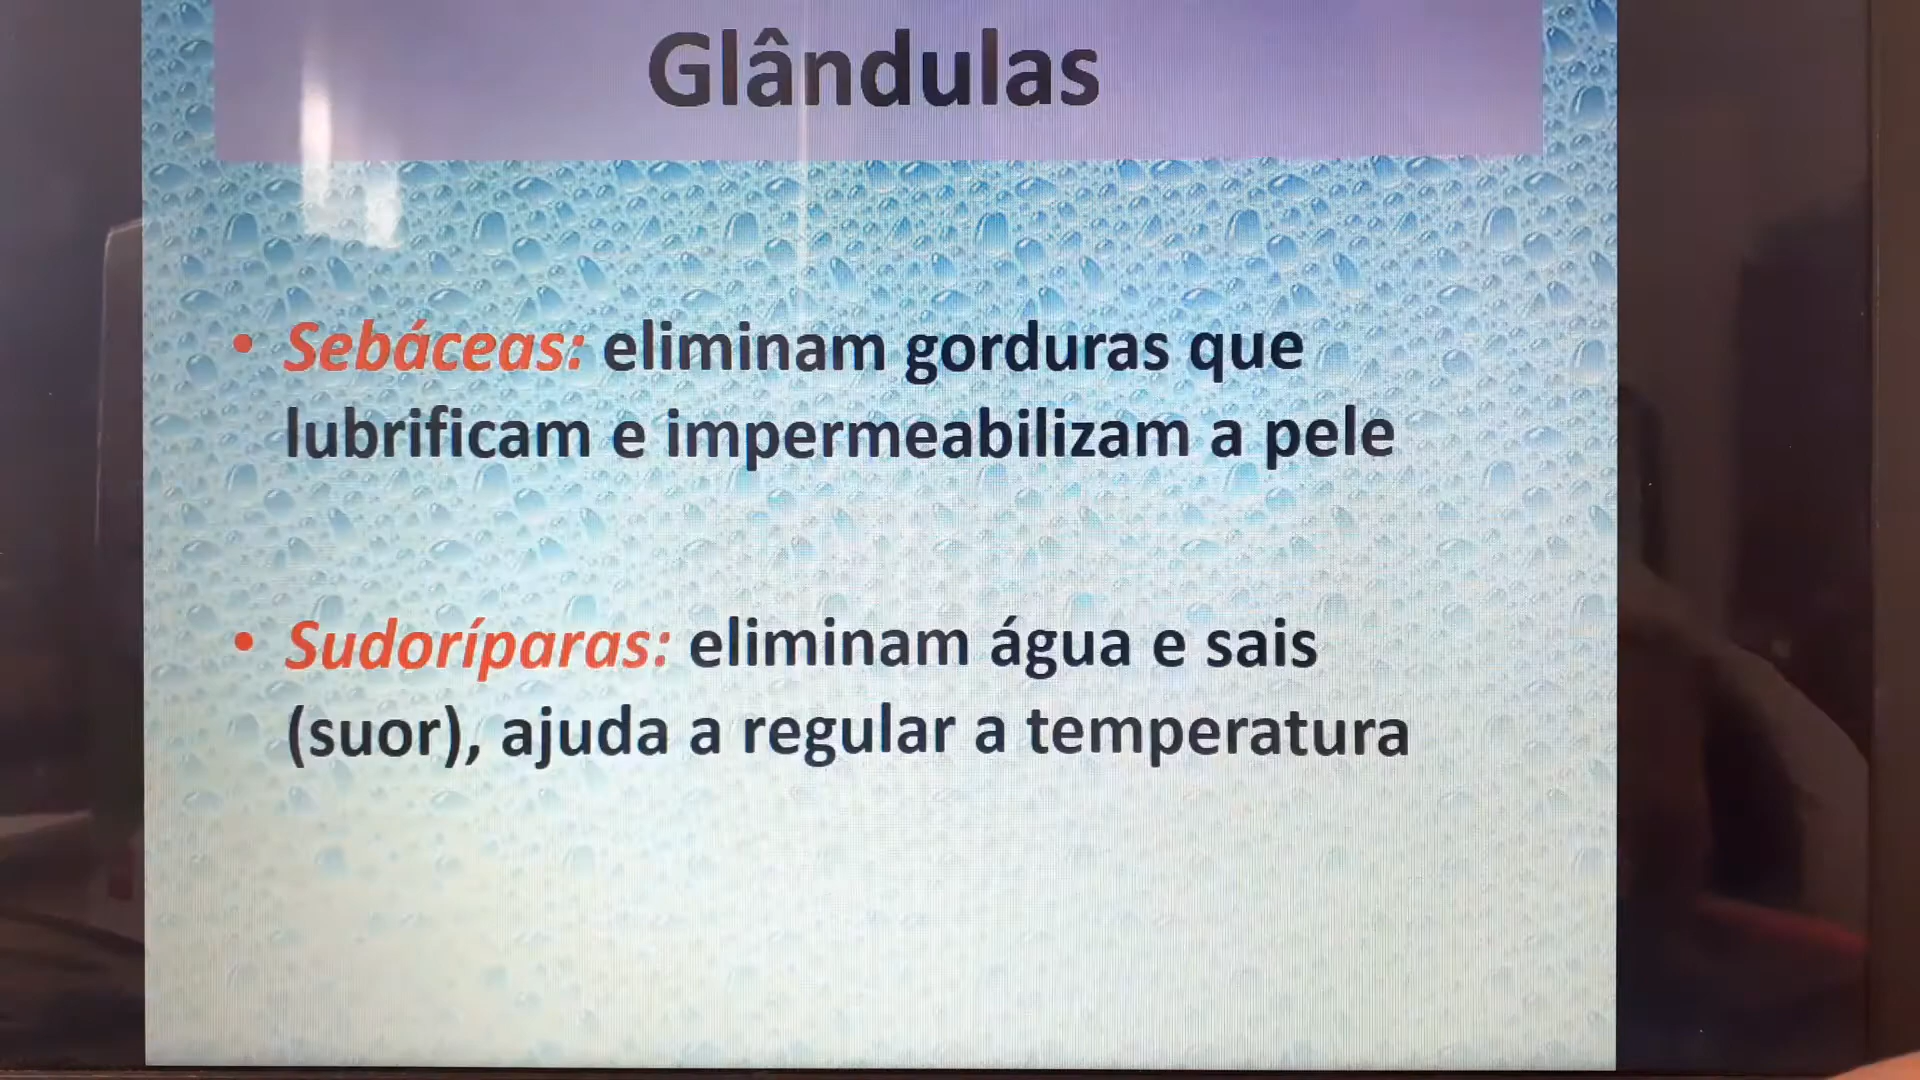 Glândulas
• Sebáceas: eliminam gorduras que
lubrificam e impermeabilizam a pele
• Sudoríparas: eliminam água e sais
(suor), ajuda a regular a temperatura